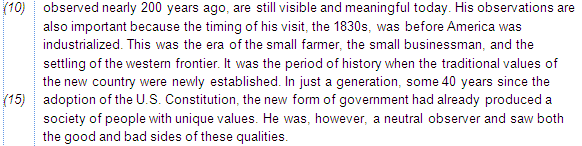 (10) observed nearly 200 years ago, are still visible and meaningful today. His observations are
also important because the timing of his visit, the 1830s, was before America was
industrialized. This was the era of the small farmer, the small businessman, and the
settling of the western frontier. It was the period of history when the traditional values of
the new country were newly established. In just a generation, some 40 years since the
(15) adoption of the U.S. Constitution, the new form of government had already produced a
society of people with unique values. He was, however, a neutral observer and saw both
the good and bad sides of these qualities.